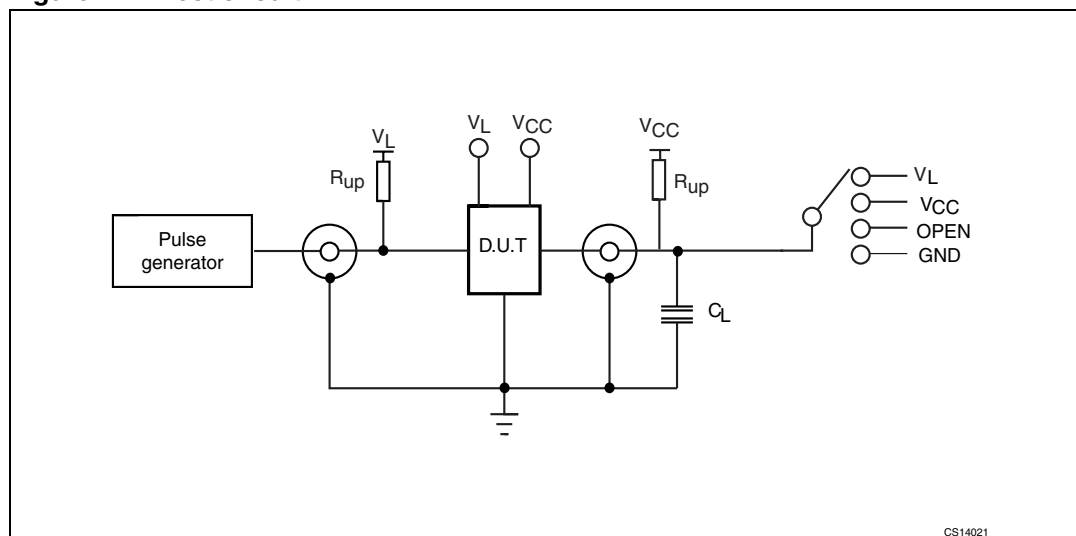 VL
VL
VCC
VCC
Rup
Rup
VL
VCC
OPEN
GND
Pulse
generator
D.U.T
CL
CS14021